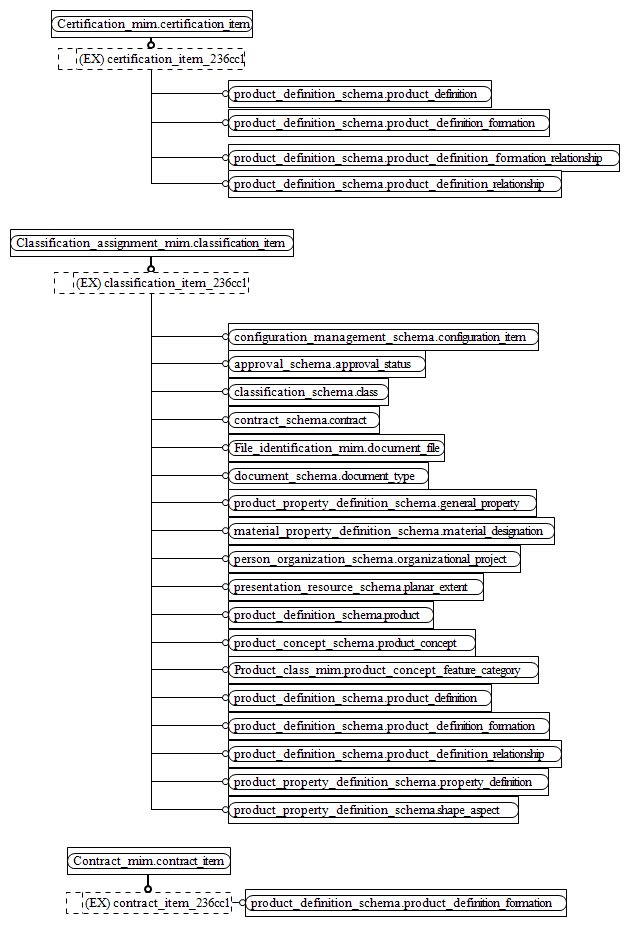 Certification_mim.certification_item
(EX) certification_item_236cc1
product_definition_schema.product_definition
product_definition_schema.product_definition_formation
product_definition_schema.product_definition_formation_relationship
product_definition_schema.product_definition_relationship
Classification_assignment_mim.classification_item
(EX) classification_item_236cc1
configuration_management_schema.configuration_item
approval_schema.approval_status
classification_schema.class
contract_schema.contract
File_identification_mim.document_file
document_schema.document_type
product_property_definition_schema.general_property
material_property_definition_schema.material_designation
person_organization_schema.organizational_project
presentation_resource_schema.planar_extent
product_definition_schema.product
product_concept_schema.product_concept
Product_class_mim.product_concept_feature_category
product_definition_schema.product_definition
product_definition_schema.product_definition_formation
product_definition_schema.product_definition_relationship
product_property_definition_schema.property_definition
product_property_definition_schema.shape_aspect
Contract_mim.contract_item
(EX) contract_item_236cc1
product_definition_schema.product_definition_formation